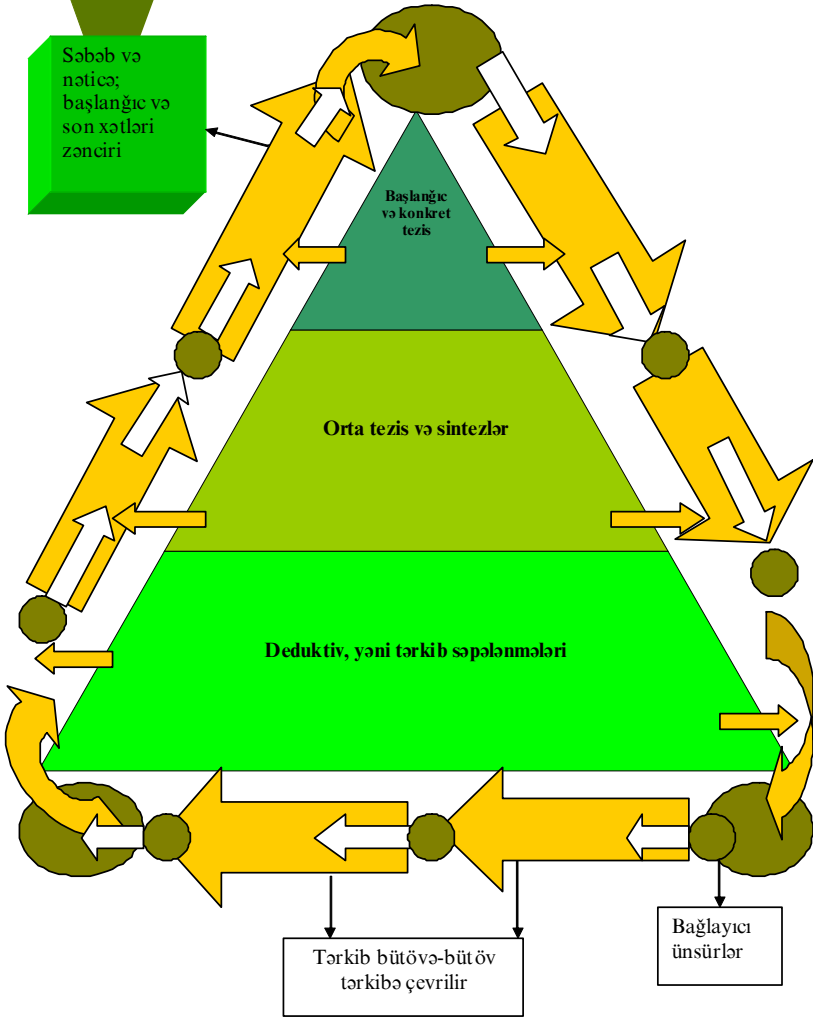 Səbəb və
nəticə;
başlanğıc və
son xətləri
zənciri
Başlanğıc
və konkret
tezis
Orta tezis və sintezlər
Deduktiv, yəni tərkib səpələnmələri
Tərkib bütövə-bütöv
tərkibə çevrilir
Bağlayıcı
ünsürlər